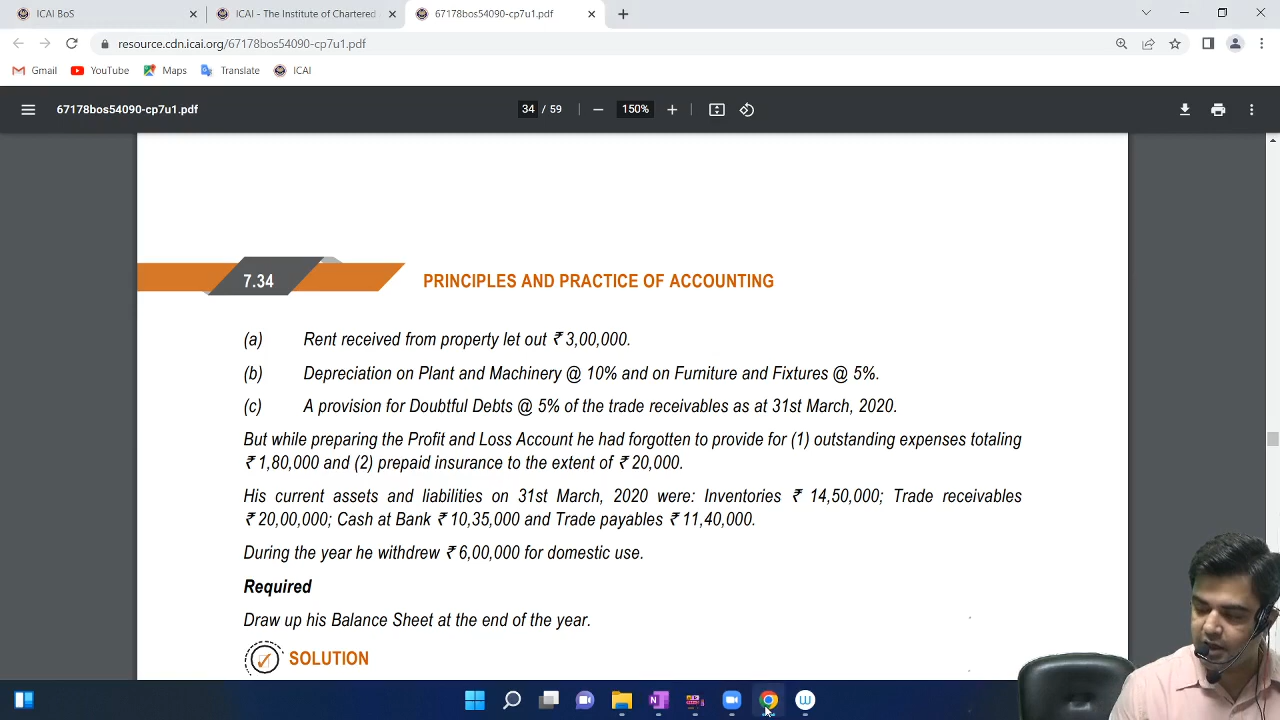 ICAI BoS
ICAI - The Institute of Chartered
67178bos54090-cp7u1.pdf
resource.cdn.icai.org/67178bos54090-cp7u1.pdf
Gmail YouTube Maps Translate ICAI
67178bos54090-cp7u1.pdf
34 / 59
150%
7.34
PRINCIPLES AND PRACTICE OF ACCOUNTING
(a) Rent received from property let out ₹ 3,00,000.
(b) Depreciation on Plant and Machinery @ 10% and on Furniture and Fixtures @ 5%.
(c) A provision for Doubtful Debts @ 5% of the trade receivables as at 31st March, 2020.
But while preparing the Profit and Loss Account he had forgotten to provide for (1) outstanding expenses totaling
₹ 1,80,000 and (2) prepaid insurance to the extent of ₹ 20,000.
His current assets and liabilities on 31st March, 2020 were: Inventories ₹ 14,50,000; Trade receivables
₹ 20,00,000; Cash at Bank ₹ 10,35,000 and Trade payables ₹ 11,40,000.
During the year he withdrew ₹ 6,00,000 for domestic use.
Required
Draw up his Balance Sheet at the end of the year.
SOLUTION